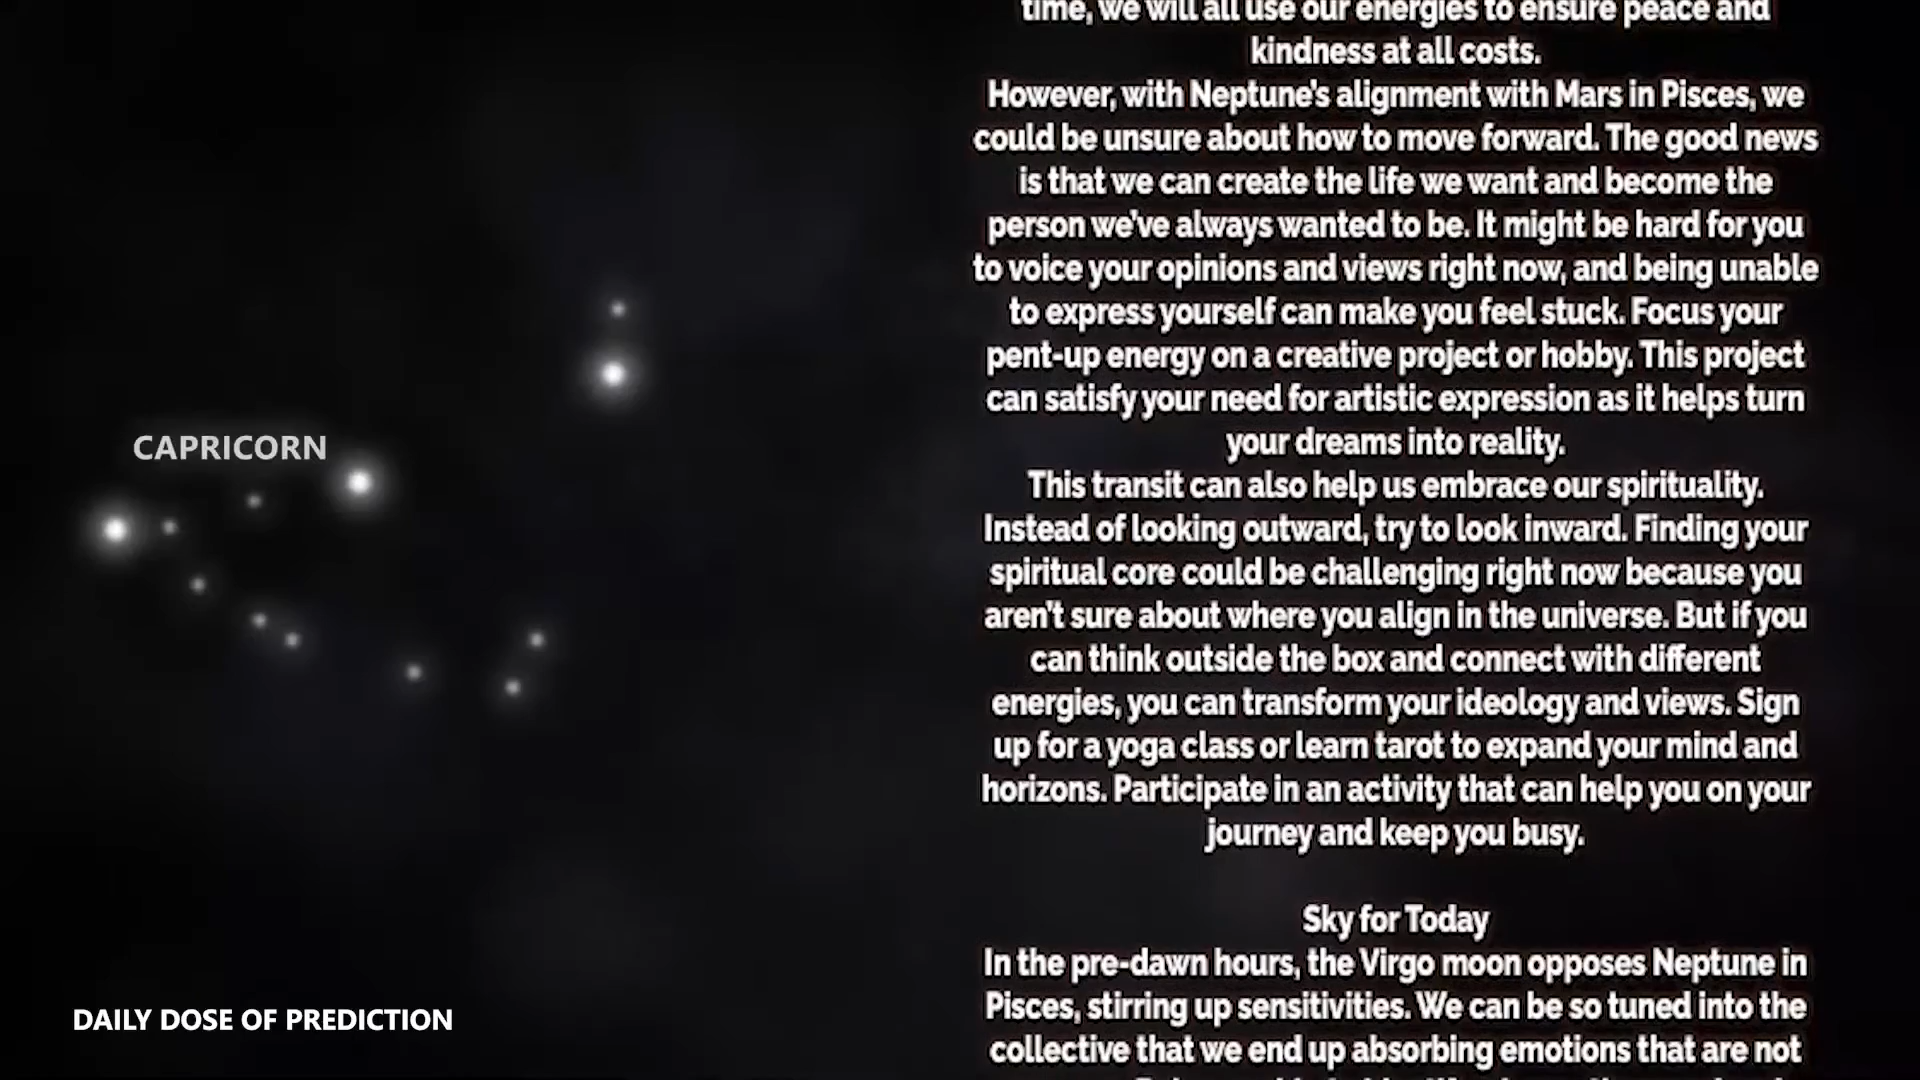 time, we will all use our energies to ensure peace and
kindness at all costs.
However, with Neptune's alignment with Mars in Pisces, we
could be unsure about how to move forward. The good news
is that we can create the life we want and become the
person we've always wanted to be. It might be hard for you
to voice your opinions and views right now, and being unable
to express yourself can make you feel stuck. Focus your
pent-up energy on a creative project or hobby. This project
can satisfy your need for artistic expression as it helps turn
your dreams into reality.
This transit can also help us embrace our spirituality.
Instead of looking outward, try to look inward. Finding your
spiritual core could be challenging right now because you
aren't sure about where you align in the universe. But if you
can think outside the box and connect with different
energies, you can transform your ideology and views. Sign
up for a yoga class or learn tarot to expand your mind and
horizons. Participate in an activity that can help you on your
journey and keep you busy.
Sky for Today
In the pre-dawn hours, the Virgo moon opposes Neptune in
Pisces, stirring up sensitivities. We can be so tuned into the
collective that we end up absorbing emotions that are not
CAPRICORN
DAILY DOSE OF PREDICTION